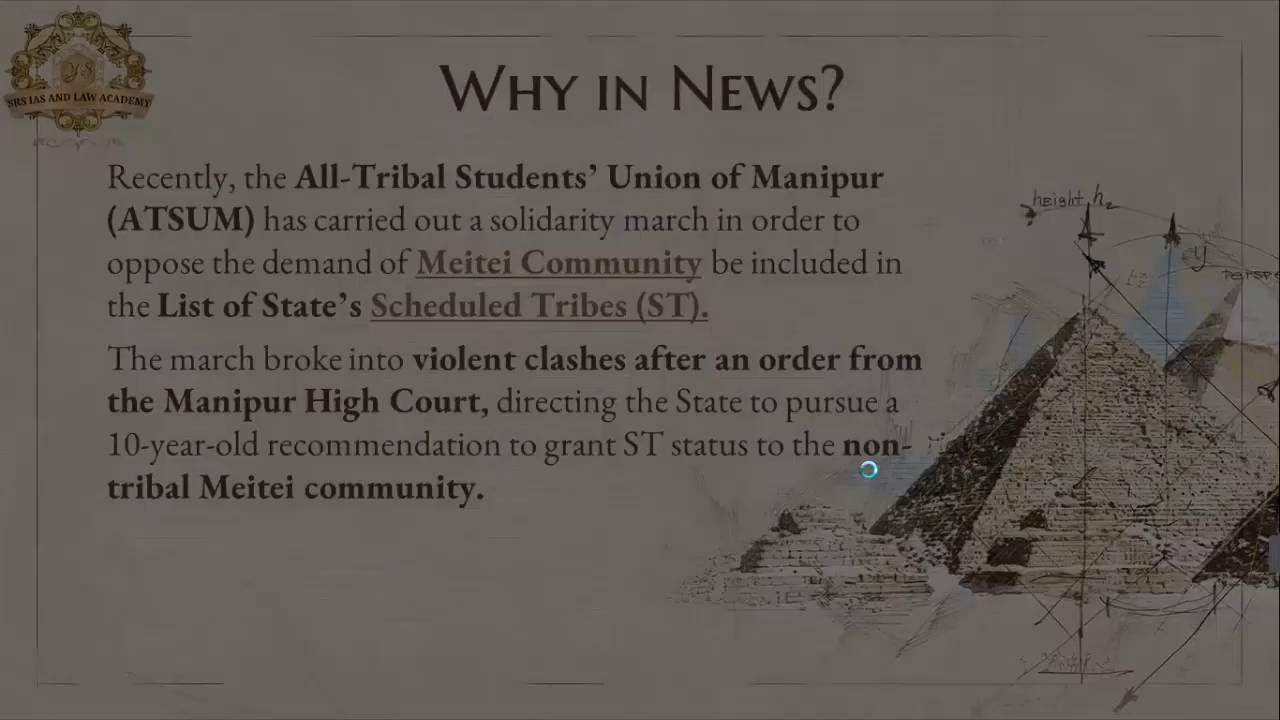 SRS IAS AND LAW ACADEMY
WHY IN NEWS?
Recently, the All-Tribal Students’ Union of Manipur
(ATSUM) has carried out a solidarity march in order to
oppose the demand of Meitei Community be included in
the List of State’s Scheduled Tribes (ST).
The march broke into violent clashes after an order from
the Manipur High Court, directing the State to pursue a
10-year-old recommendation to grant ST status to the non-
tribal Meitei community.
height h₂
y